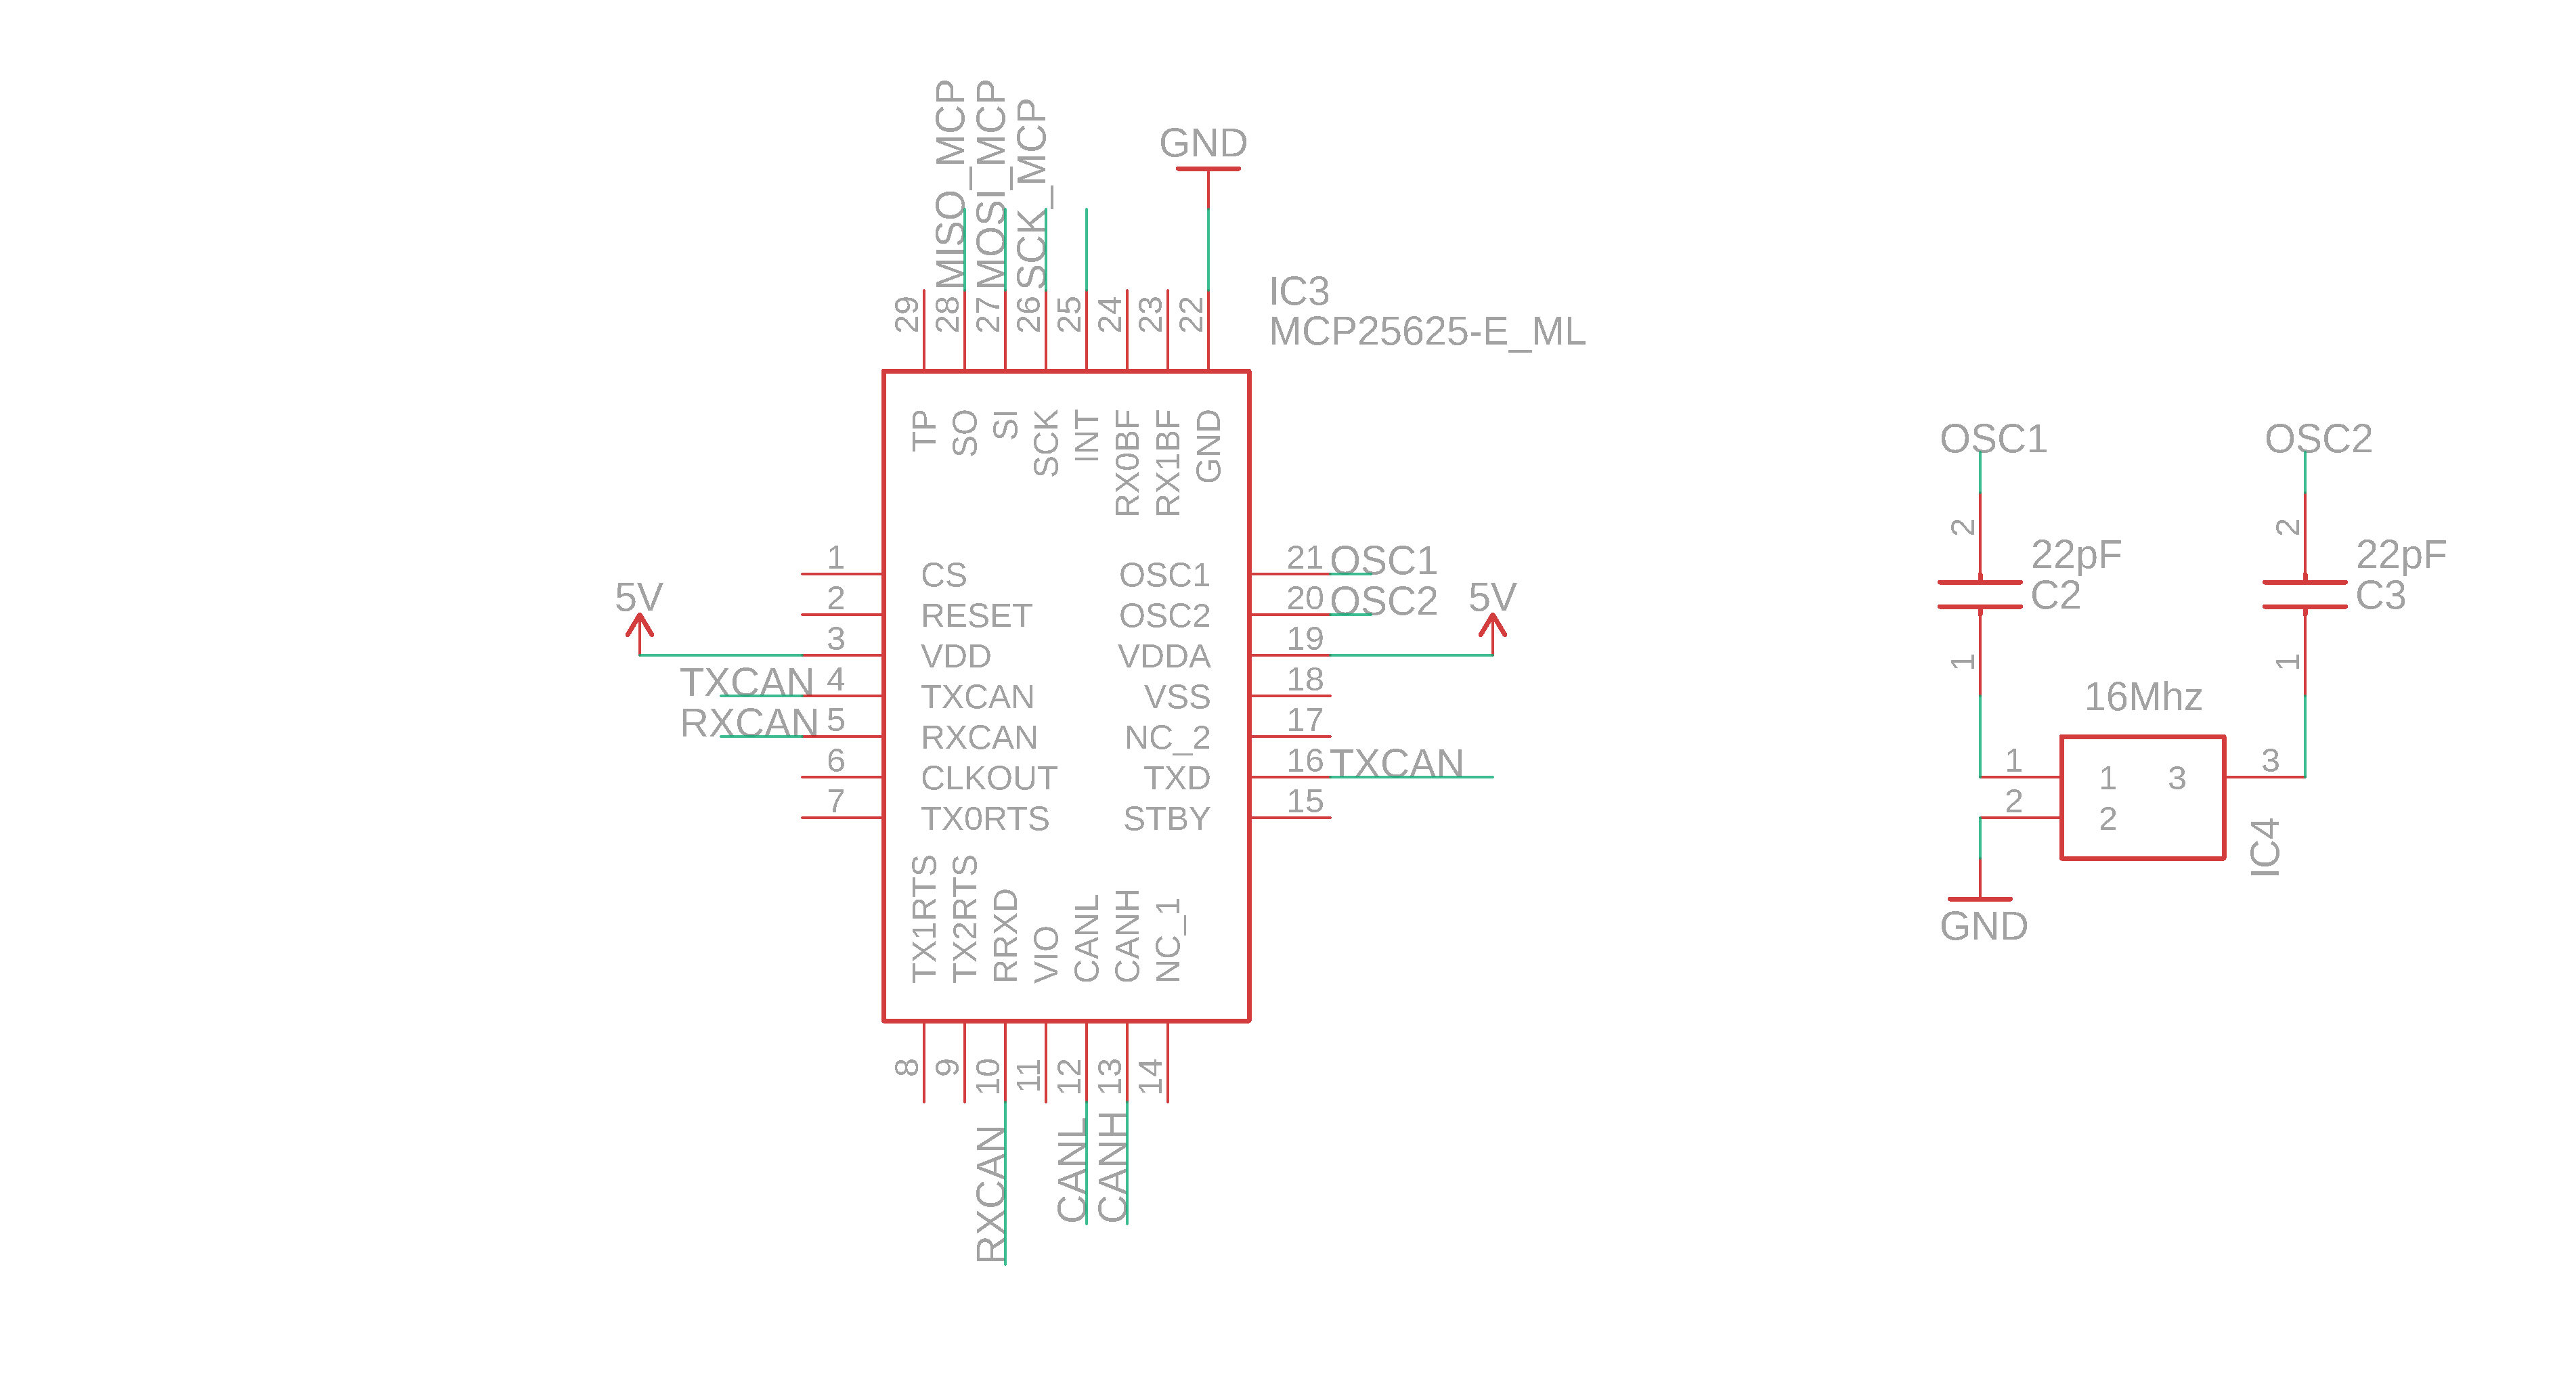 MISO_MCP
MOSI_MCP
SCK_MCP
GND
29
28
27
26
25
24
23
22
IC3
MCP25625-E_ML
TP
SO
SI
SCK
INT
RX0BF
RX1BF
GND
1
CS
2
RESET
5V
3
VDD
TXCAN
4
TXCAN
RXCAN
5
RXCAN
6
CLKOUT
7
TX0RTS
OSC1
21
OSC1
OSC2
20
OSC2
VDDA
19
5V
VSS
18
NC_2
17
TXD
16
TXCAN
STBY
15
TX1RTS
TX2RTS
RRXD
VIO
CANL
CANH
NC_1
8
9
10
11
12
13
14
RXCAN
CANL
CANH
OSC1
2
22pF
C2
1
OSC2
2
22pF
C3
1
16Mhz
1
2
1
2
3
3
IC4
GND